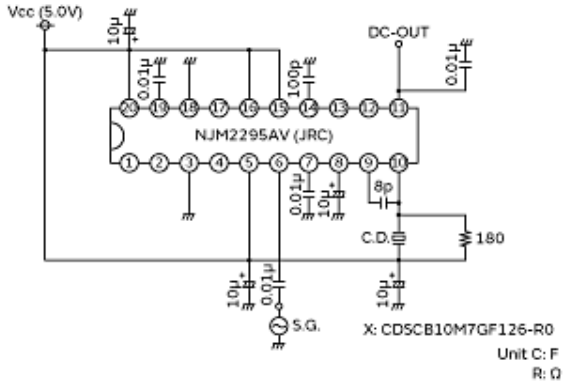 Vcc (5.0V)
10μ
+
0.01μ
100p
DC-OUT
0.01μ
20 19 18 17 16 15 14 13 12 11
NJM2295AV (JRC)
1 2 3 4 5 6 7 8 9 10
0.01μ
10μ
+
8p
C.D.
180
10μ
+
0.01μ
10μ
+
S.G.
X: CDSCB10M7GF126-R0
Unit C: F
R: Ω